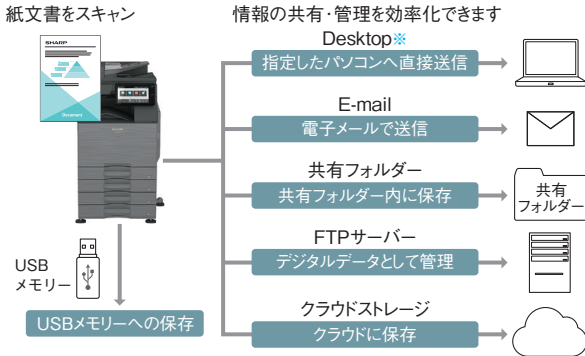 紙文書をスキャン
情報の共有・管理を効率化できます
SHARP
Document
Desktop※
指定したパソコンへ直接送信
E-mail
電子メールで送信
共有フォルダー
共有フォルダー内に保存
共有
フォルダー
FTPサーバー
デジタルデータとして管理
クラウドストレージ
クラウドに保存
USB
メモリー
USBメモリーへの保存